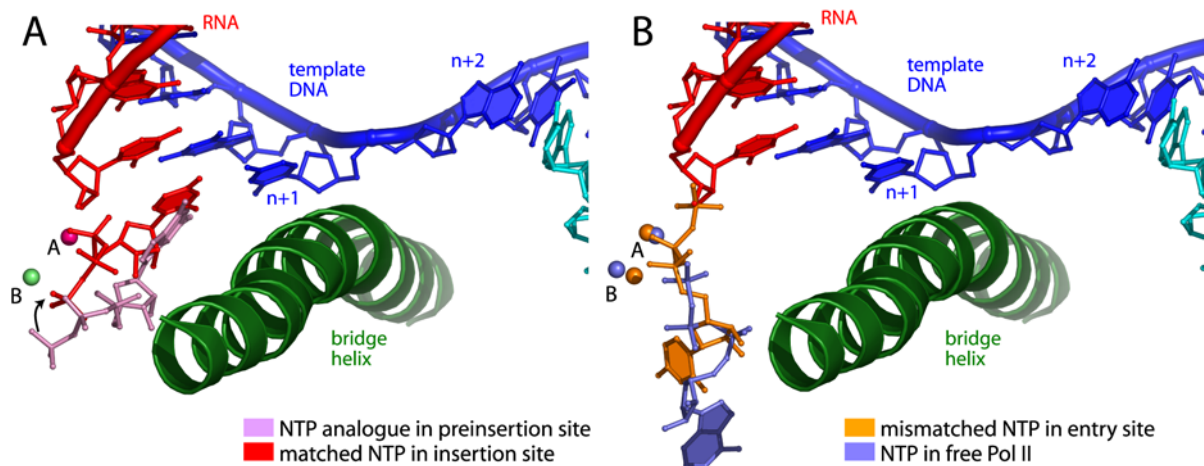 A
RNA
template
DNA
n+2
n+1
A
B
bridge
helix
NTP analogue in preinsertion site
matched NTP in insertion site
B
template
DNA
n+2
n+1
A
B
bridge
helix
mismatched NTP in entry site
NTP in free Pol II